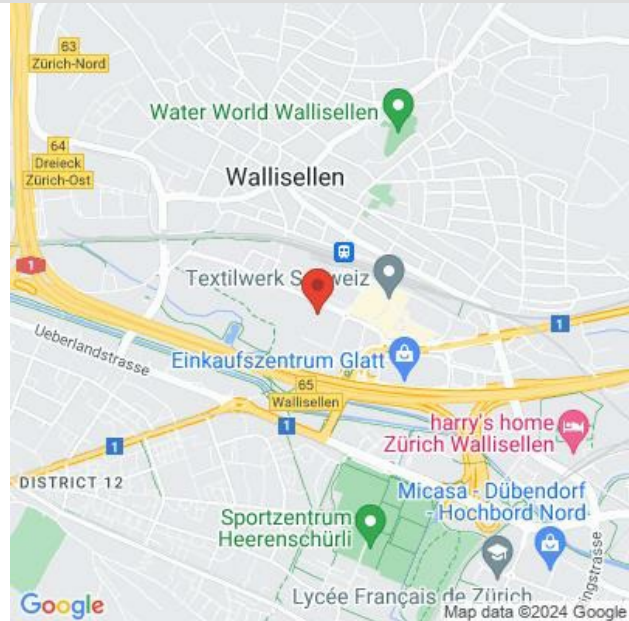 63
Zürich-Nord
Water World Wallisellen
64
Dreieck
Zürich-Ost
Wallisellen
1
Textilwerk S
weiz
Ueberlandstrasse
1
Einkaufszentrum Glatt
65
Wallisellen
1
harry's home
Zürich Wallisellen
1
DISTRICT 12
Micasa - Dübendorf
- Hochbord Nord
Sportzentrum
Heerenschürli
ingstrasse
Lycée Français de Zürich
Google
Map data ©2024 Google